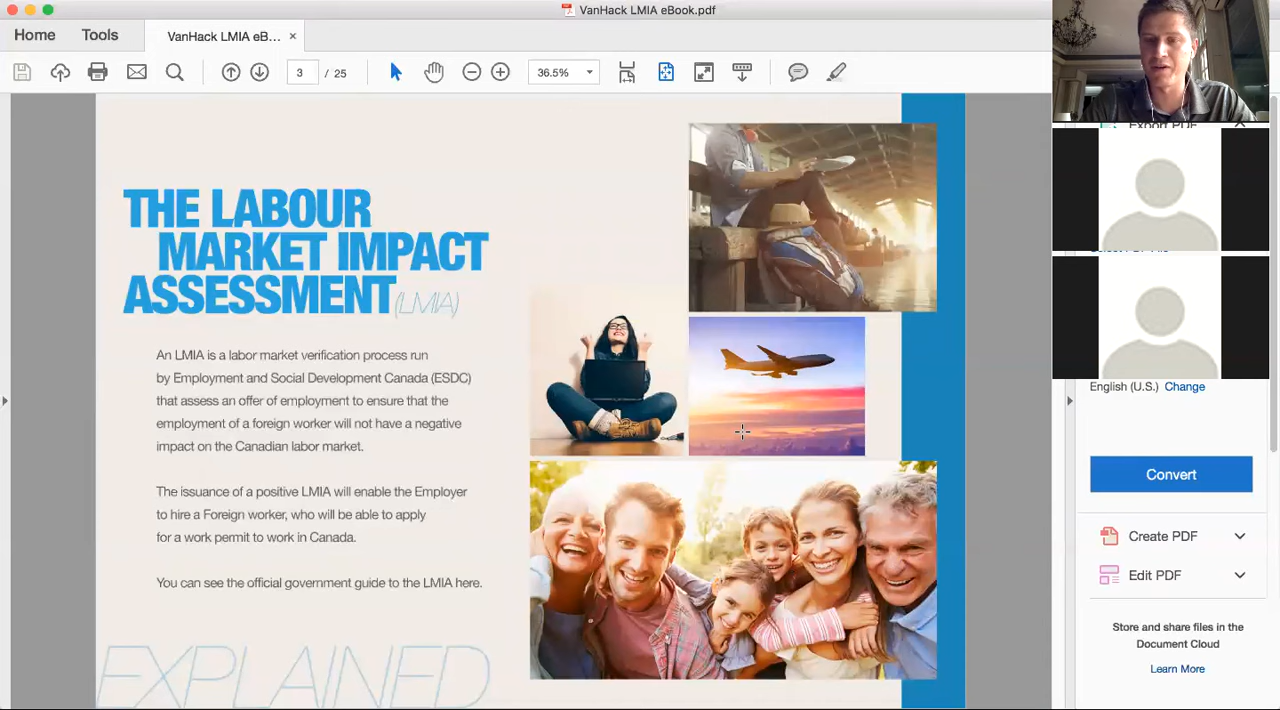 VanHack LMIA eBook.pdf
Home
Tools
VanHack LMIA eB... ×
3 / 25
36.5%
Export PDF
THE LABOUR
MARKET IMPACT
ASSESSMENT (LMIA)
An LMIA is a labor market verification process run
by Employment and Social Development Canada (ESDC)
that assess an offer of employment to ensure that the
employment of a foreign worker will not have a negative
impact on the Canadian labor market.
The issuance of a positive LMIA will enable the Employer
to hire a Foreign worker, who will be able to apply
for a work permit to work in Canada.
You can see the official government guide to the LMIA here.
EXPLAINED
English (U.S.) Change
Convert
Create PDF
Edit PDF
Store and share files in the
Document Cloud
Learn More